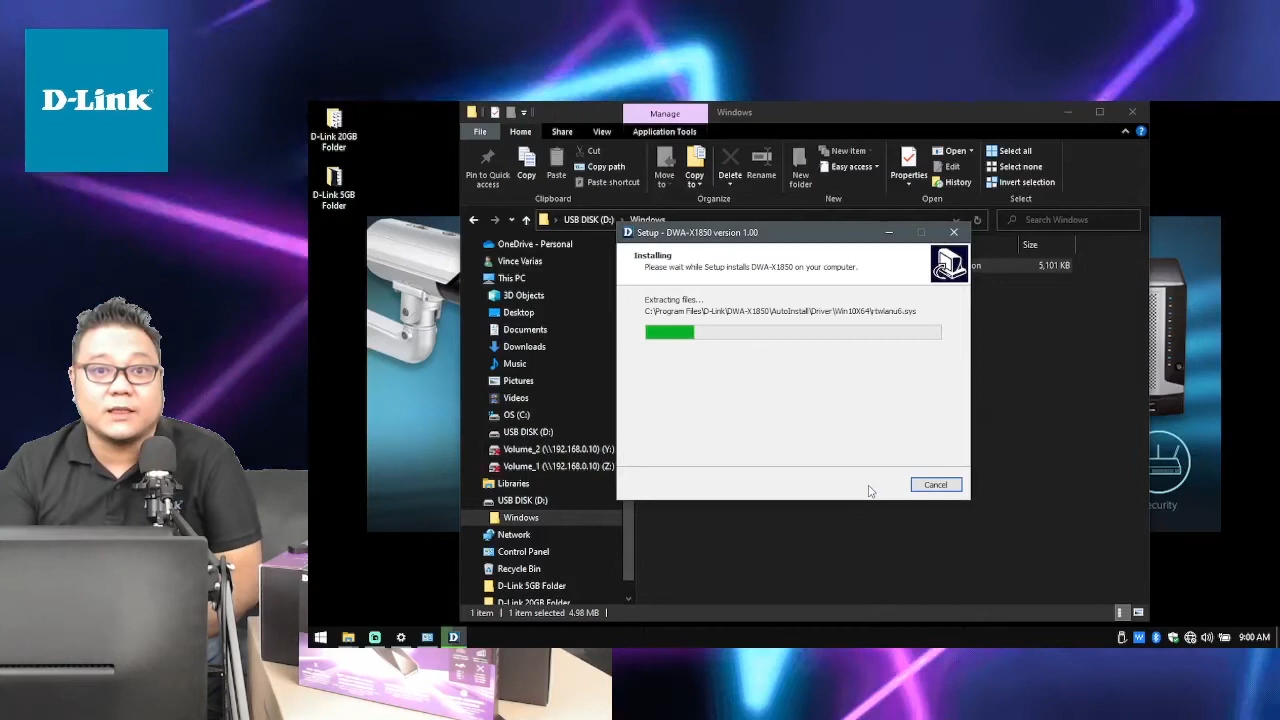 D-Link
D-Link 20GB
Folder
D-Link 5GB
Folder
Manage
Windows
File
Home
Share
View
Application Tools
Pin to Quick
access
Copy
Paste
Cut
Copy path
Paste shortcut
Clipboard
Move
to
Copy
to
Delete
Rename
Organize
New
folder
New item
Easy access
New
Properties
Open
Edit
History
Open
Select all
Select none
Invert selection
Select
USB DISK (D:) › Windows
Search Windows
OneDrive - Personal
Vince Varias
This PC
3D Objects
Desktop
Documents
Downloads
Music
Pictures
Videos
OS (C:)
USB DISK (D:)
Volume_2 (\\192.168.0.10) (Y:)
Volume_1 (\\192.168.0.10) (Z:)
Libraries
USB DISK (D:)
Windows
Network
Control Panel
Recycle Bin
D-Link 5GB Folder
D-Link 20GB Folder
Size
5,101 KB
Setup - DWA-X1850 version 1.00
Installing
Please wait while Setup installs DWA-X1850 on your computer.
Extracting files...
C:\Program Files\D-Link\DWA-X1850\AutoInstall\Driver\Win10X64\rtwlanu6.sys
Cancel
1 item
1 item selected 4.98 MB
9:00 AM